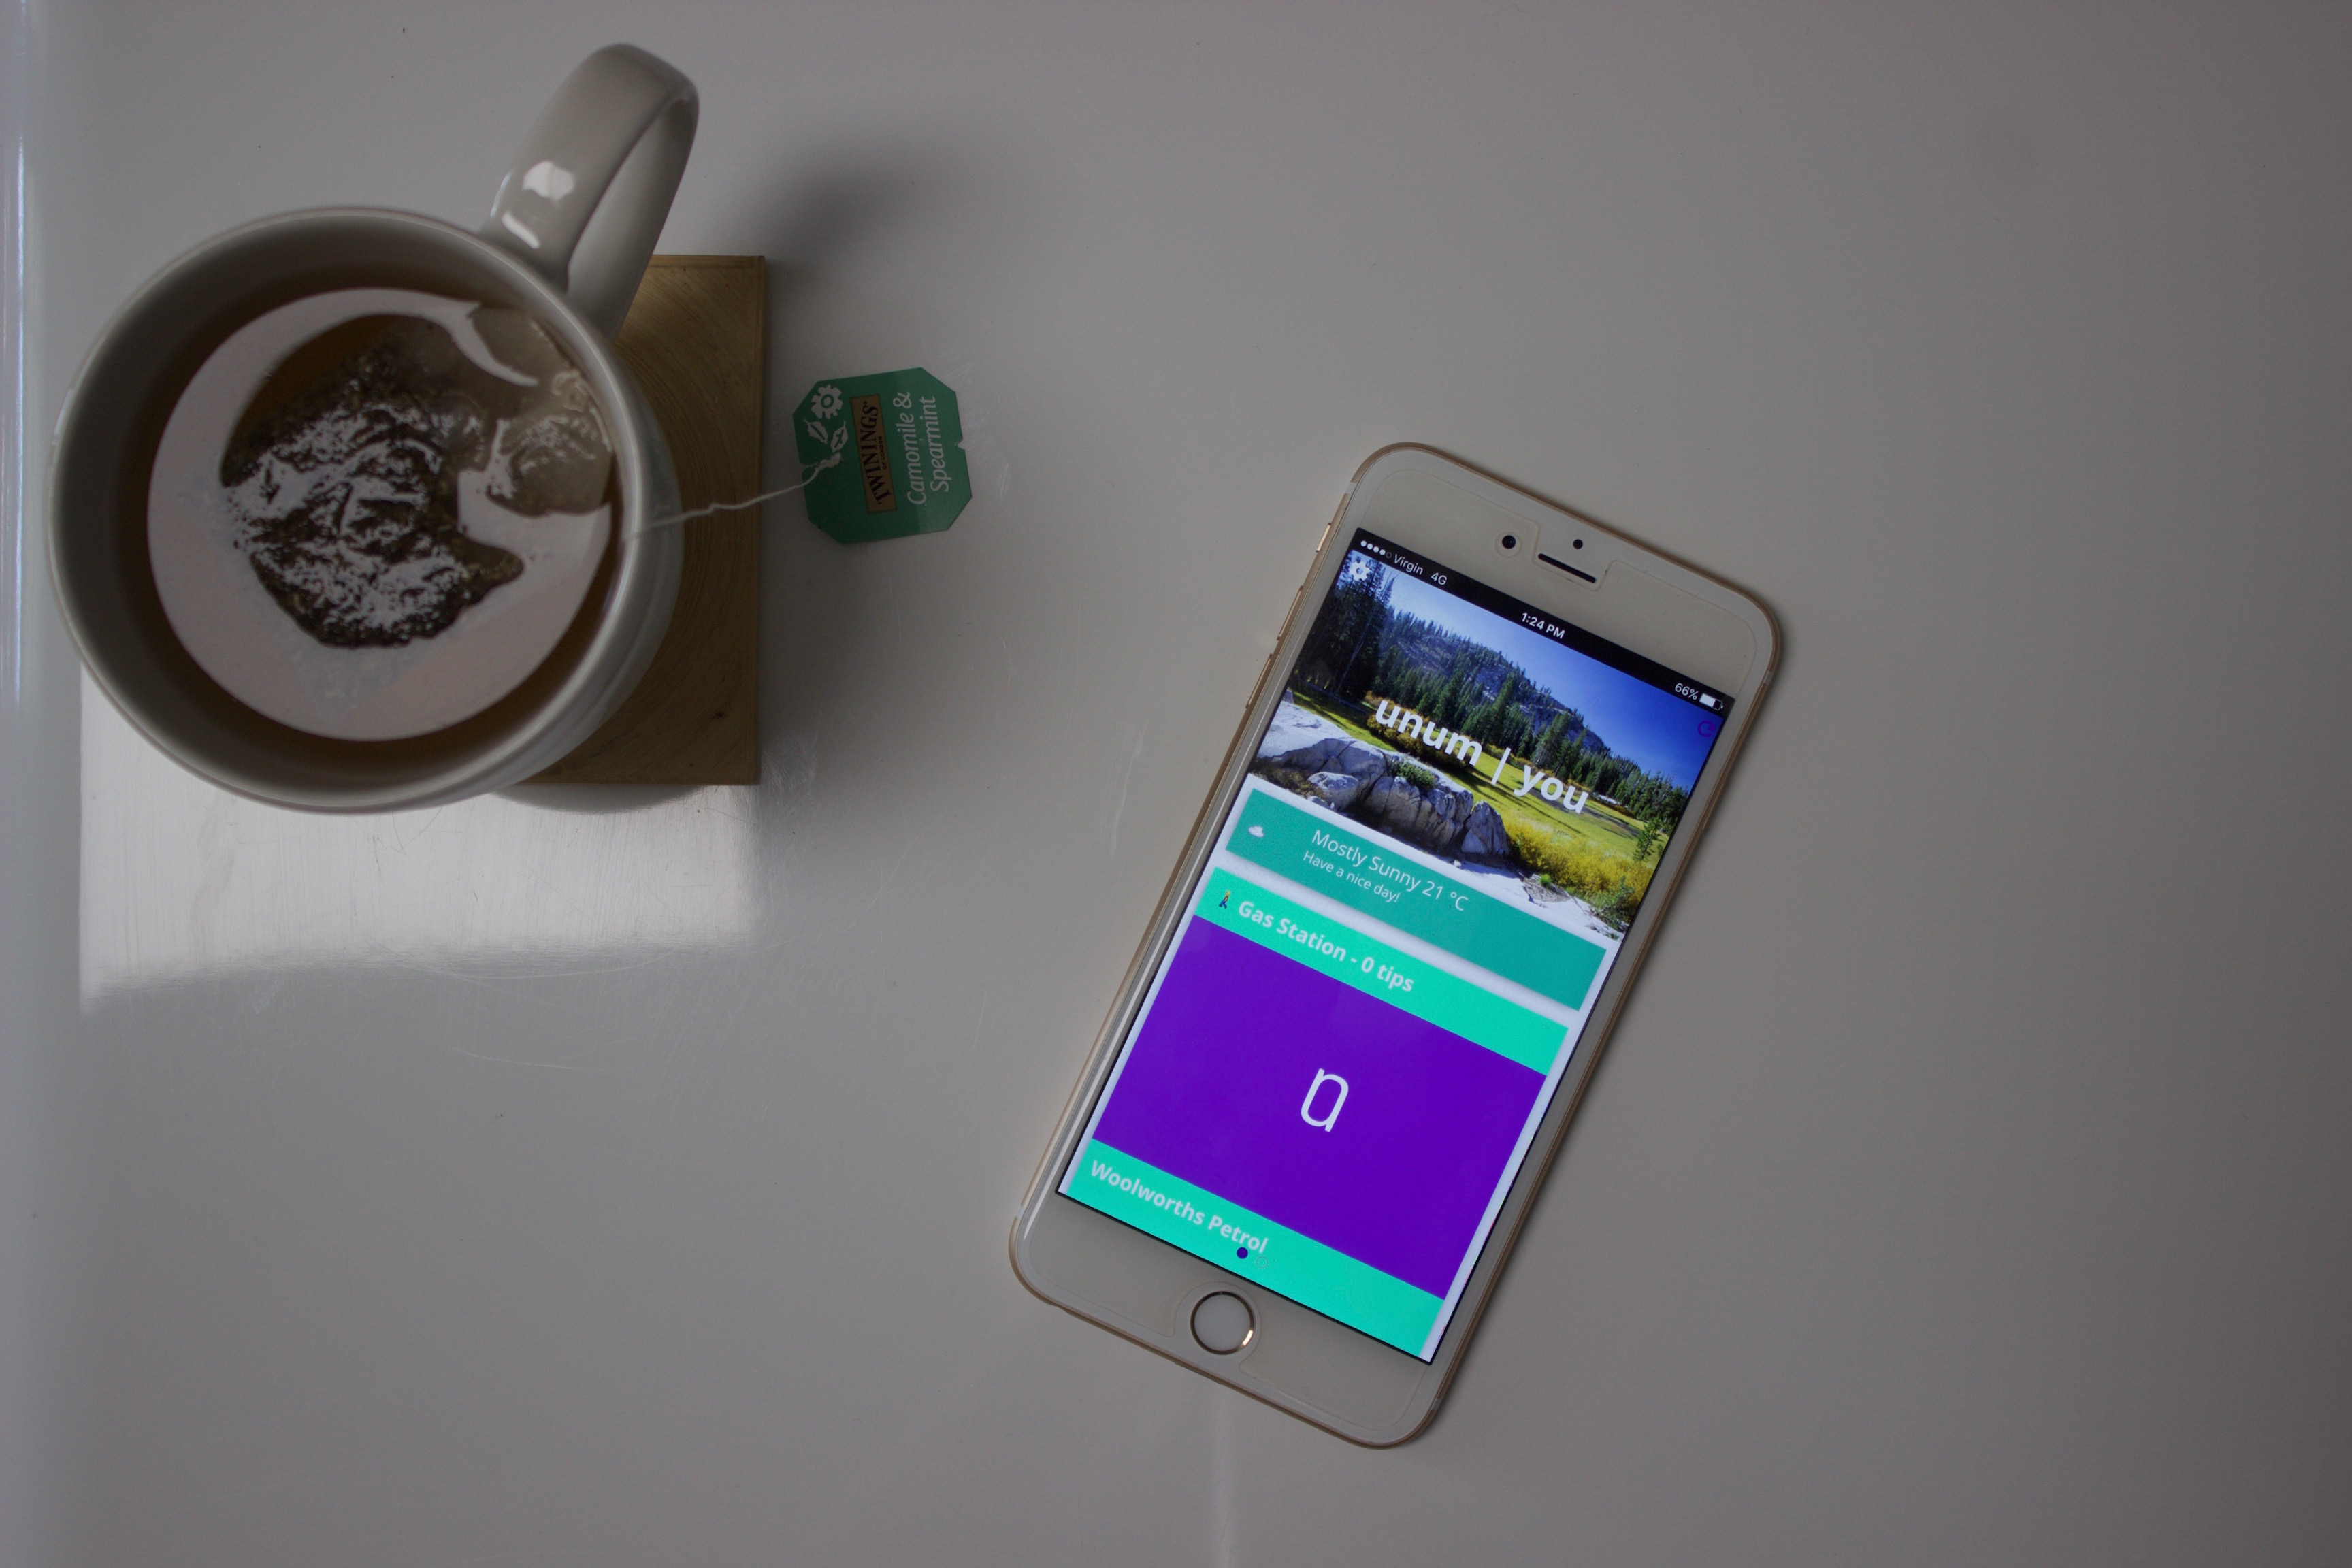 TWININGS
Camomile &
Spearmint
Virgin 4G
1:24 PM
66%
unum | you
Mostly Sunny 21 °C
Have a nice day!
Gas Station - 0 tips
Woolworths Petrol